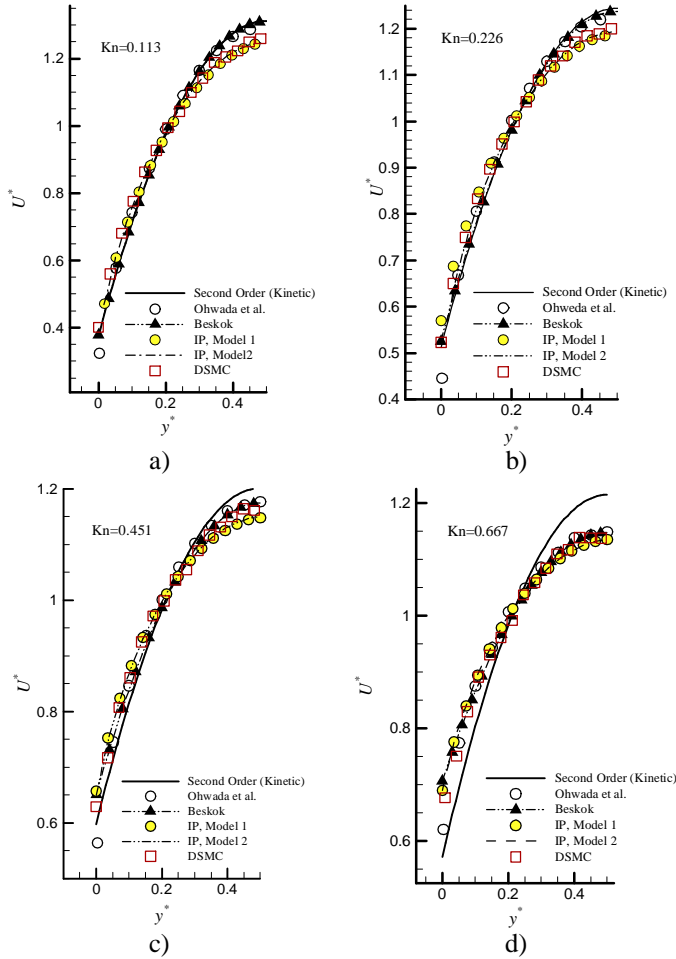 Kn=0.113
U*
1.2
1
0.8
0.6
0.4
Second Order (Kinetic)
Ohwada et al.
Beskok
IP, Model 1
IP, Model2
DSMC
0 0.2 0.4
y*
a)
Kn=0.226
U*
1.2
1.1
1
0.9
0.8
0.7
0.6
0.5
0.4
Second Order (Kinetic)
Ohweda et al.
Beskok
IP, Model 1
IP, Model 2
DSMC
0 0.2 0.4
y*
b)
Kn=0.451
U*
1.2
1
0.8
0.6
Second Order (Kinetic)
Ohwada et al.
Beskok
IP, Model 1
IP, Model 2
DSMC
0 0.2 0.4
y*
c)
Kn=0.667
U*
1.2
1
0.8
0.6
Second Order (Kinetic)
Ohwada et al.
Beskok
IP, Model 1
IP, Model 2
DSMC
0 0.2 0.4
y*
d)